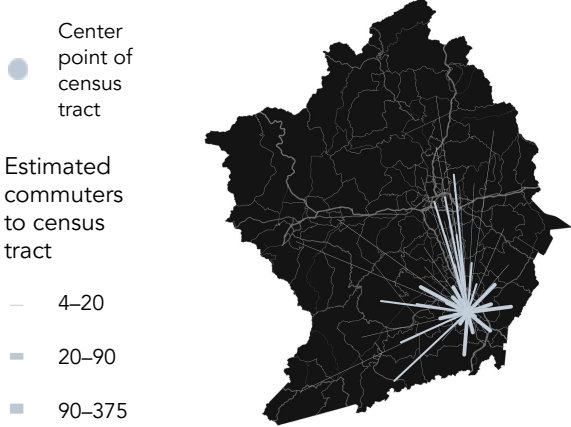 Center
point of
census
tract
Estimated
commuters
to census
tract
4–20
20–90
90–375